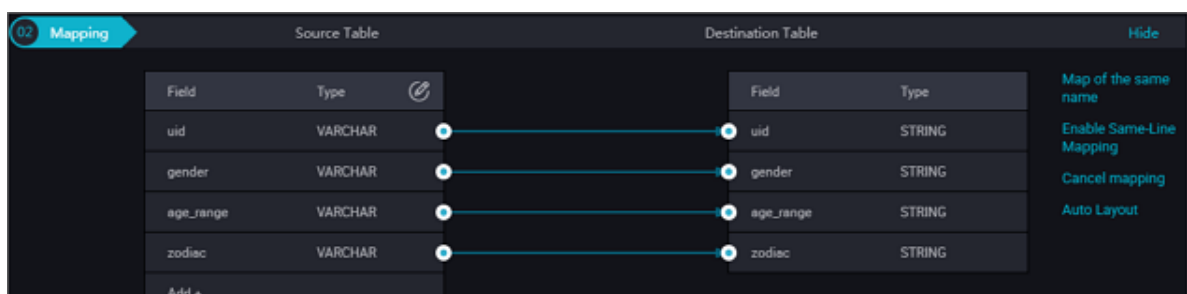 02 Mapping Source Table Destination Table Hide
Field Type Field Type Map of the same
name
uid VARCHAR uid STRING Enable Same-Line
Mapping
gender VARCHAR gender STRING Cancel mapping
age_range VARCHAR age_range STRING Auto Layout
zodiac VARCHAR zodiac STRING
Add +